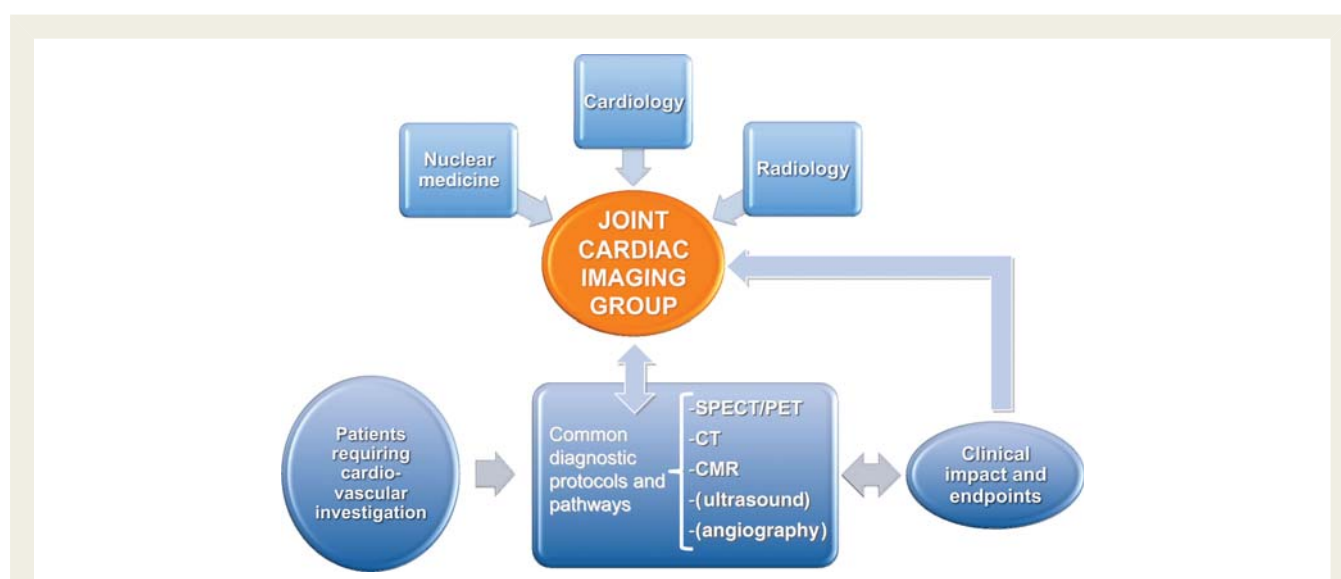 Cardiology
Nuclear
medicine
Radiology
JOINT
CARDIAC
IMAGING
GROUP
Patients
requiring
cardio-
vascular
investigation
Common
diagnostic
protocols and
pathways
-SPECT/PET
-CT
-CMR
-(ultrasound)
-(angiography)
Clinical
impact and
endpoints